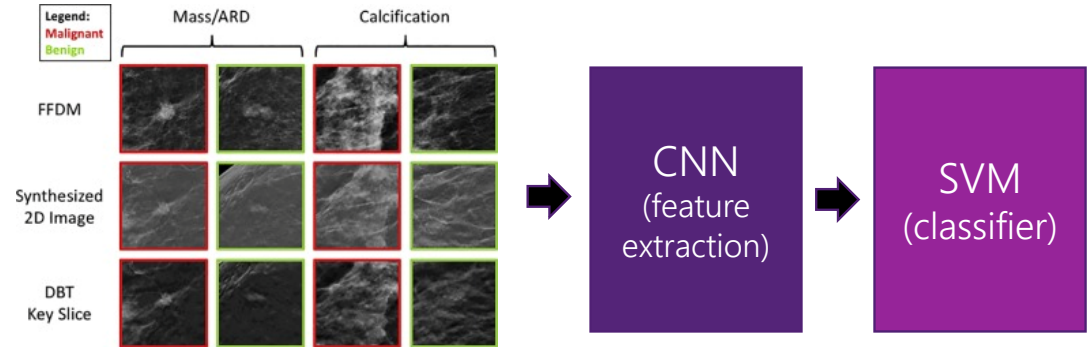 Legend:
Malignant
Benign
Mass/ARD
Calcification
FFDM
Synthesized
2D Image
DBT
Key Slice
CNN
(feature
extraction)
SVM
(classifier)